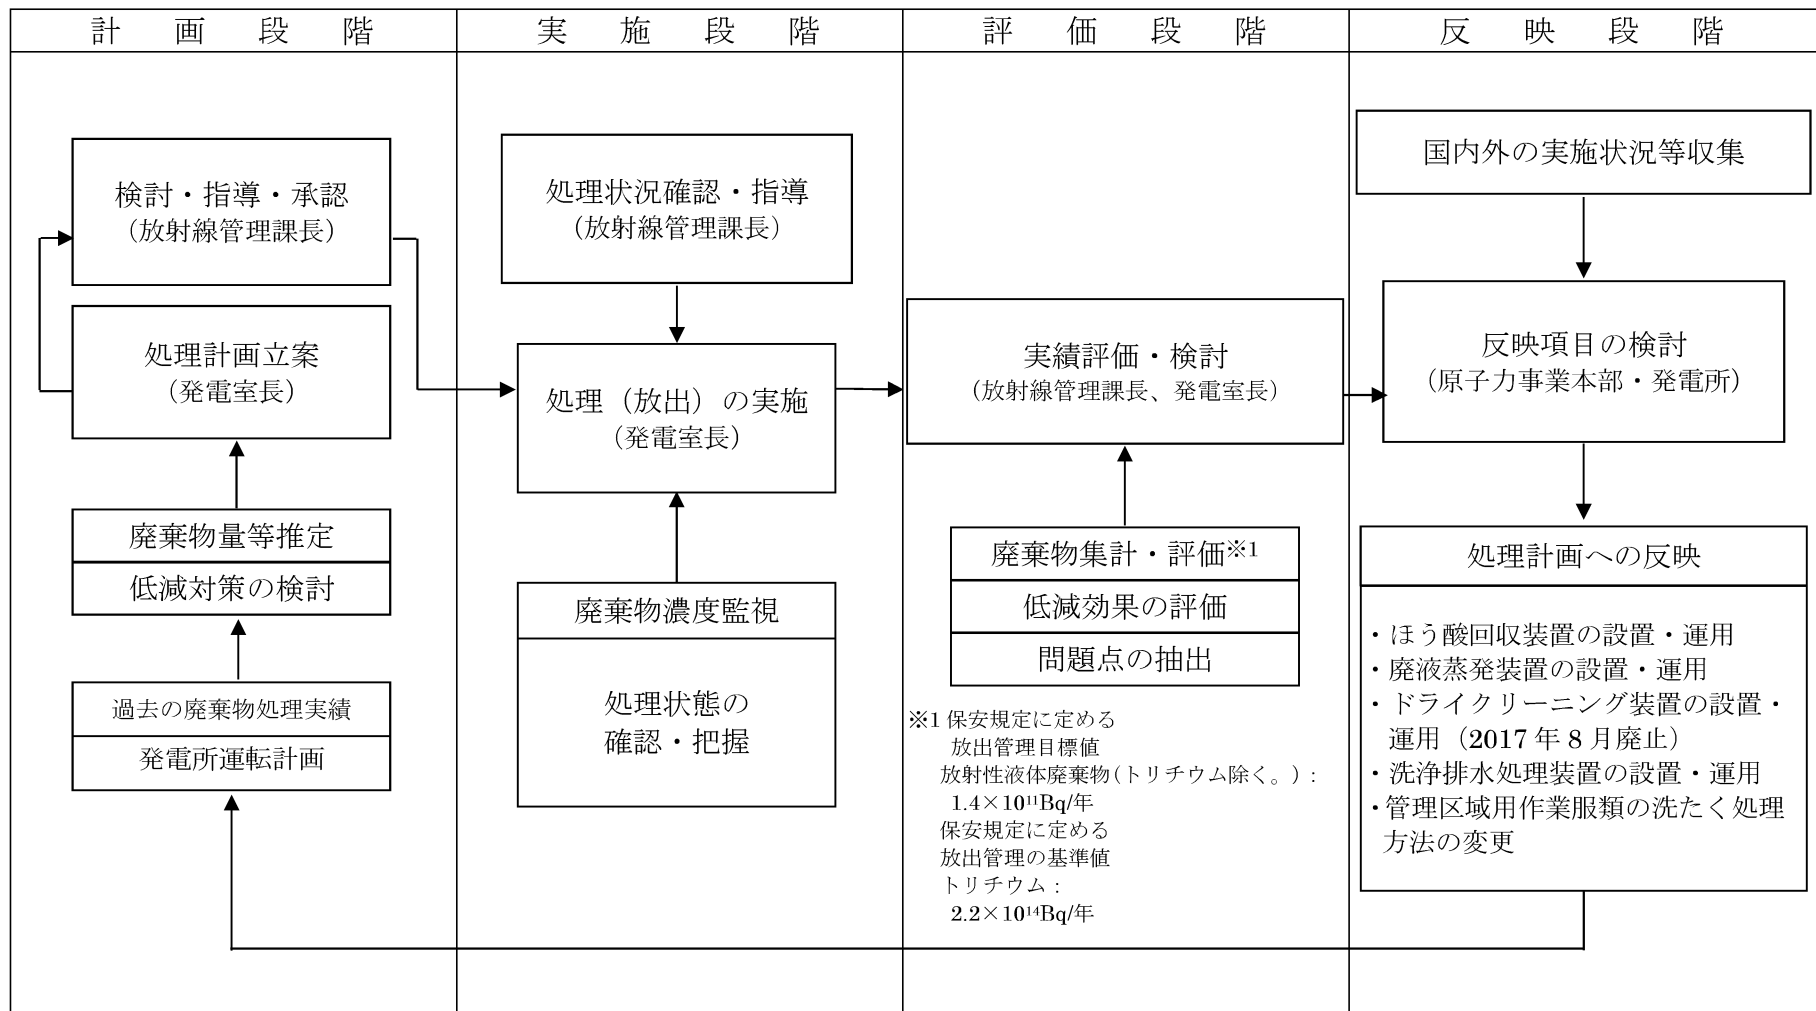 計画段階
実施段階
評価段階
反映段階
検討・指導・承認
（放射線管理課長）
処理計画立案
（発電室長）
廃棄物量等推定
低減対策の検討
過去の廃棄物処理実績
発電所運転計画
処理状況確認・指導
（放射線管理課長）
処理（放出）の実施
（発電室長）
廃棄物濃度監視
処理状態の
確認・把握
実績評価・検討
（放射線管理課長、発電室長）
廃棄物集計・評価※1
低減効果の評価
問題点の抽出
※1 保安規定に定める
放出管理目標値
放射性液体廃棄物（トリチウム除く。）：
1.4×10¹¹Bq/年
保安規定に定める
放出管理の基準値
トリチウム：
2.2×10¹⁴Bq/年
国内外の実施状況等収集
反映項目の検討
（原子力事業本部・発電所）
処理計画への反映
・ほう酸回収装置の設置・運用
・廃液蒸発装置の設置・運用
・ドライクリーニング装置の設置・
運用（2017 年 8 月廃止）
・洗浄排水処理装置の設置・運用
・管理区域用作業服類の洗たく処理
方法の変更